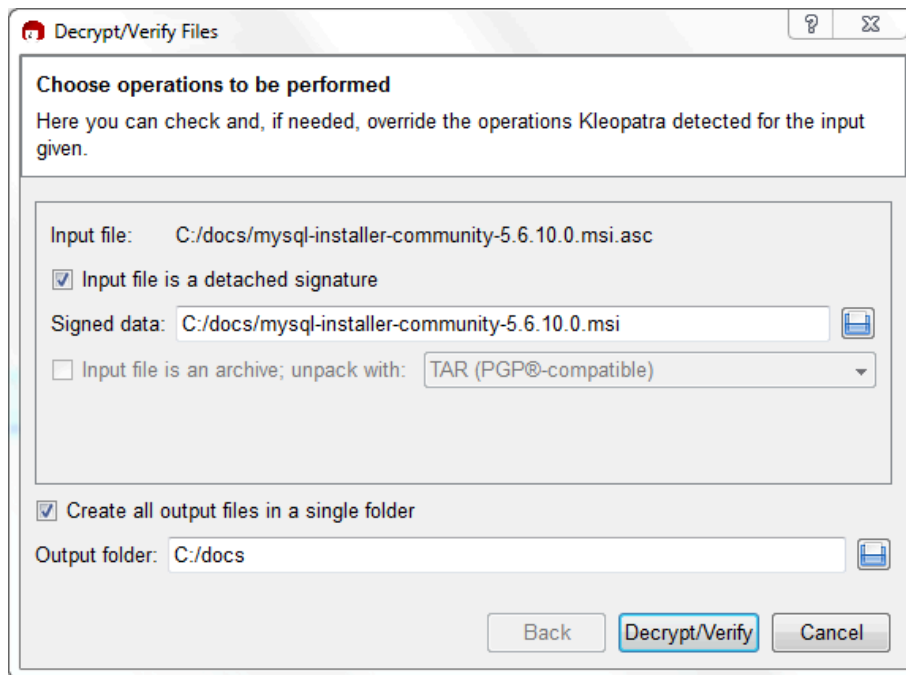 Decrypt/Verify Files
Choose operations to be performed
Here you can check and, if needed, override the operations Kleopatra detected for the input
given.
Input file: C:/docs/mysql-installer-community-5.6.10.0.msi.asc
Input file is a detached signature
Signed data: C:/docs/mysql-installer-community-5.6.10.0.msi
Input file is an archive; unpack with: TAR (PGP®-compatible)
Create all output files in a single folder
Output folder: C:/docs
Back Decrypt/Verify Cancel